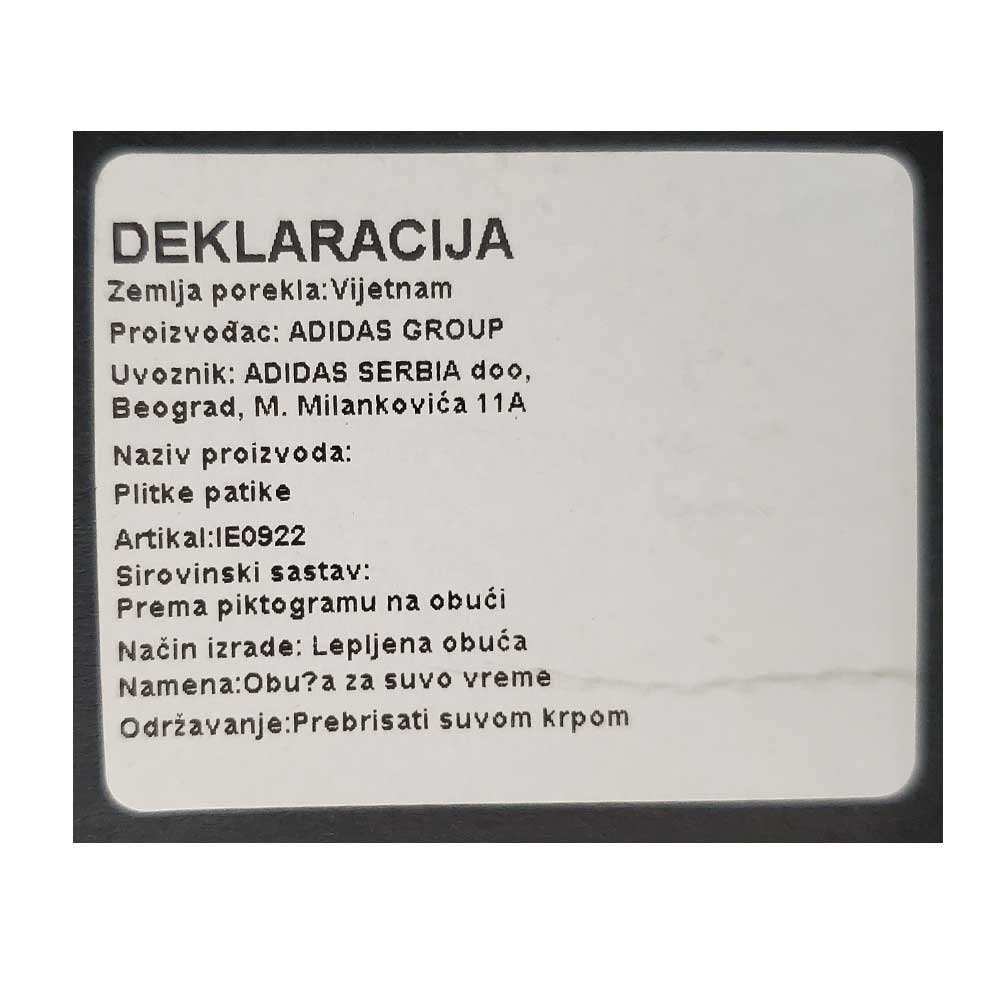 DEKLARACIJA
Zemlja porekla:Vijetnam
Proizvođac: ADIDAS GROUP
Uvoznik: ADIDAS SERBIA doo,
Beograd, M. Milankovića 11A
Naziv proizvoda:
Plitke patike
Artikal:IE0922
Sirovinski sastav:
Prema piktogramu na obući
Način izrade: Lepljena obuća
Namena:Obu?a za suvo vreme
Održavanje:Prebrisati suvom krpom